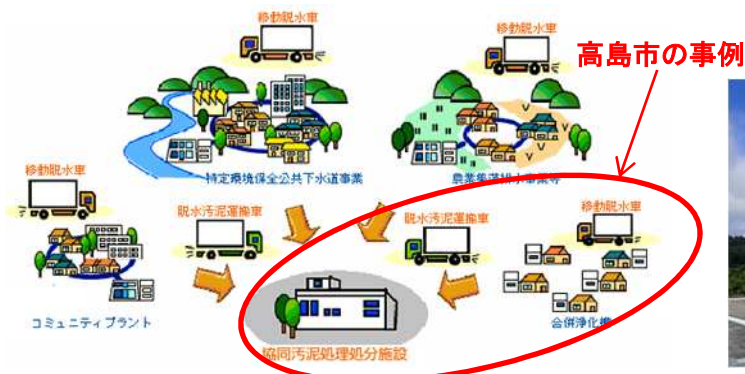 移動脱水車
移動脱水車
高島市の事例
特定環境保全公共下水道事業
農業集落排水事業等
移動脱水車
脱水汚泥運搬車
脱水汚泥運搬車
移動脱水車
コミュニティプラント
合併浄化槽
協同汚泥処理処分施設